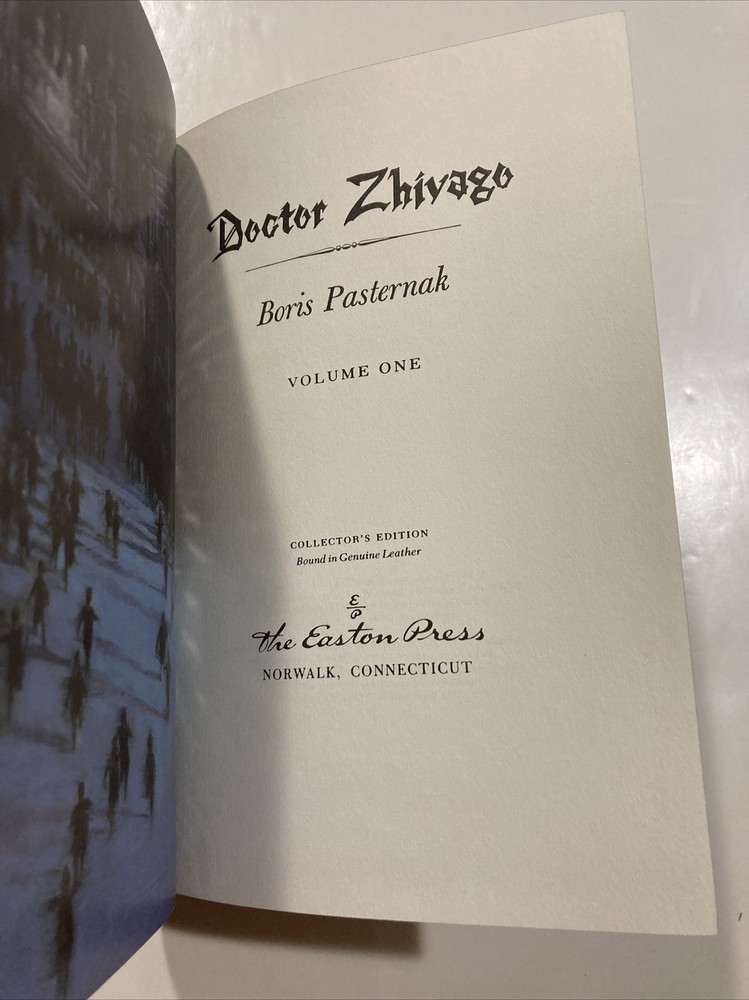 Doctor Zhivago
Boris Pasternak
VOLUME ONE
COLLECTOR'S EDITION
Bound in Genuine Leather
E
P
the Easton Press
NORWALK, CONNECTICUT